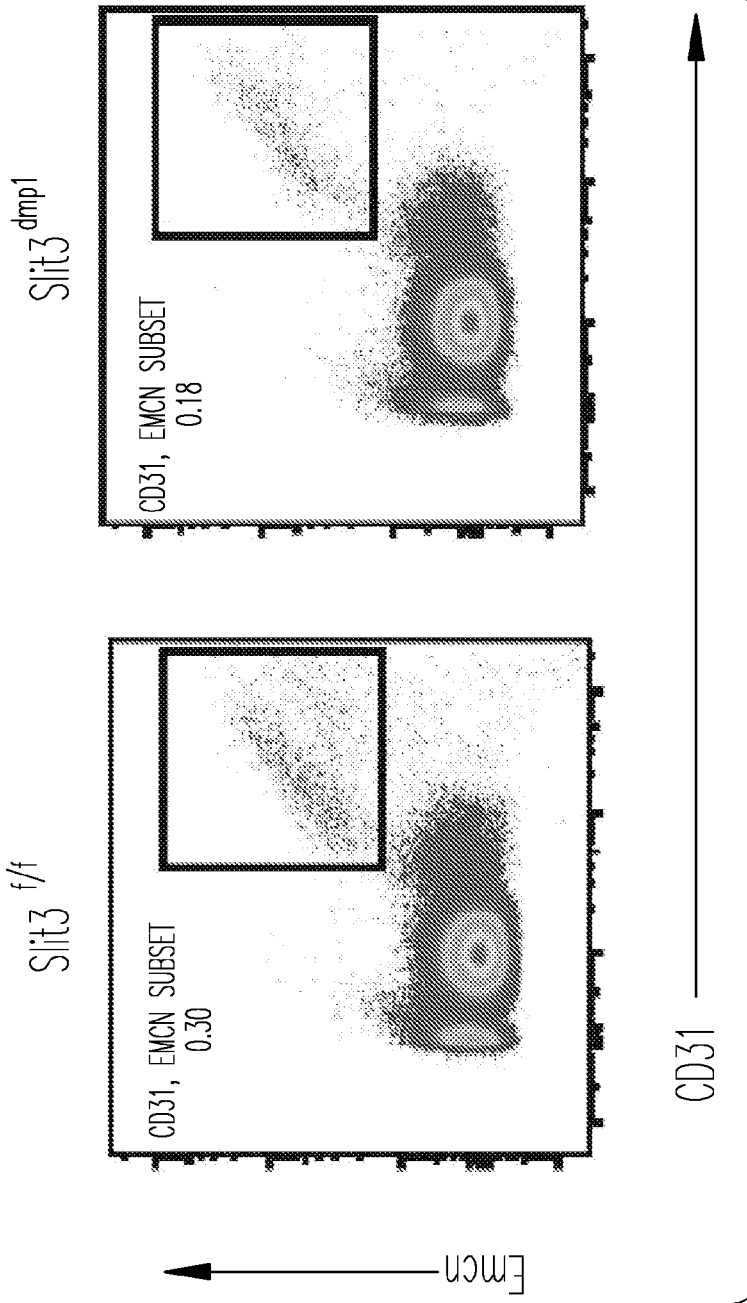 Slit3 f/f
CD31, EMCN SUBSET
0.30
Slit3 dmp1
CD31, EMCN SUBSET
0.18
Emcn
CD31